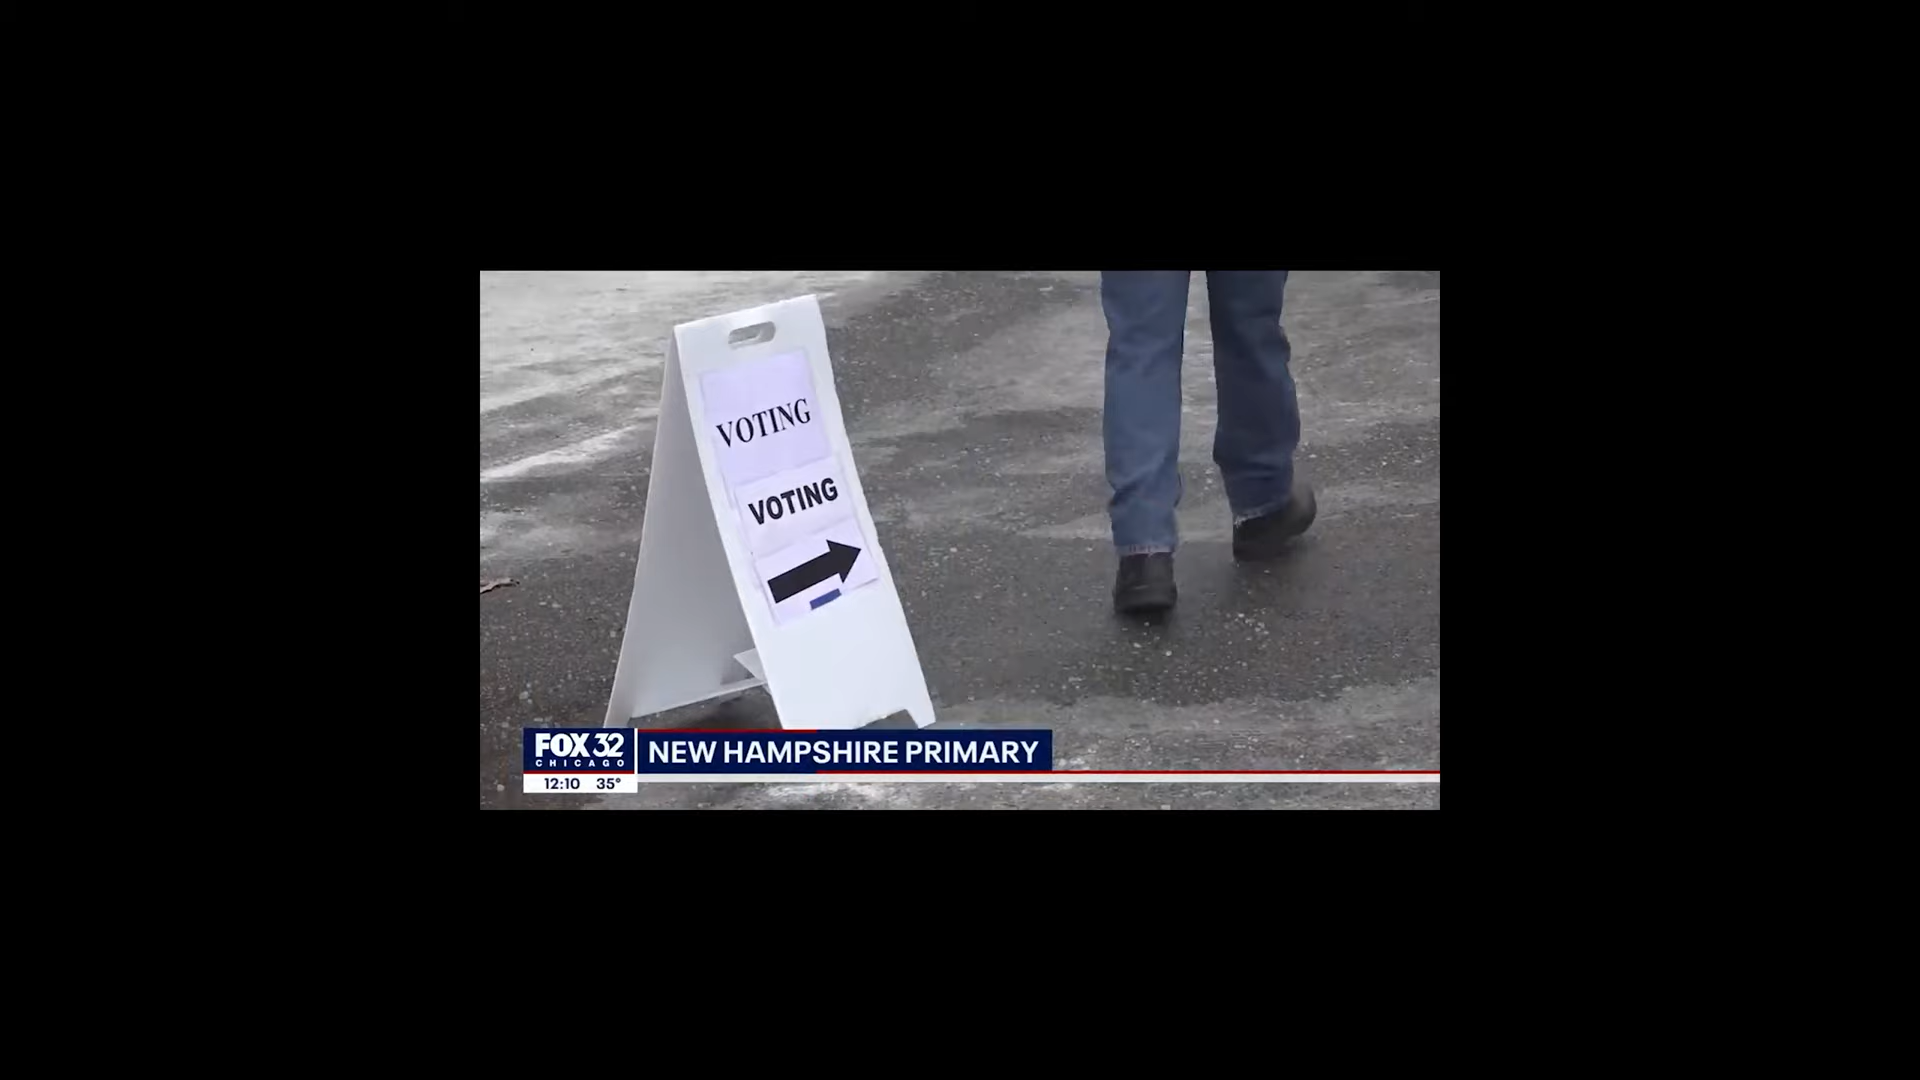 VOTING
VOTING
FOX 32
CHICAGO
NEW HAMPSHIRE PRIMARY
12:10 35°